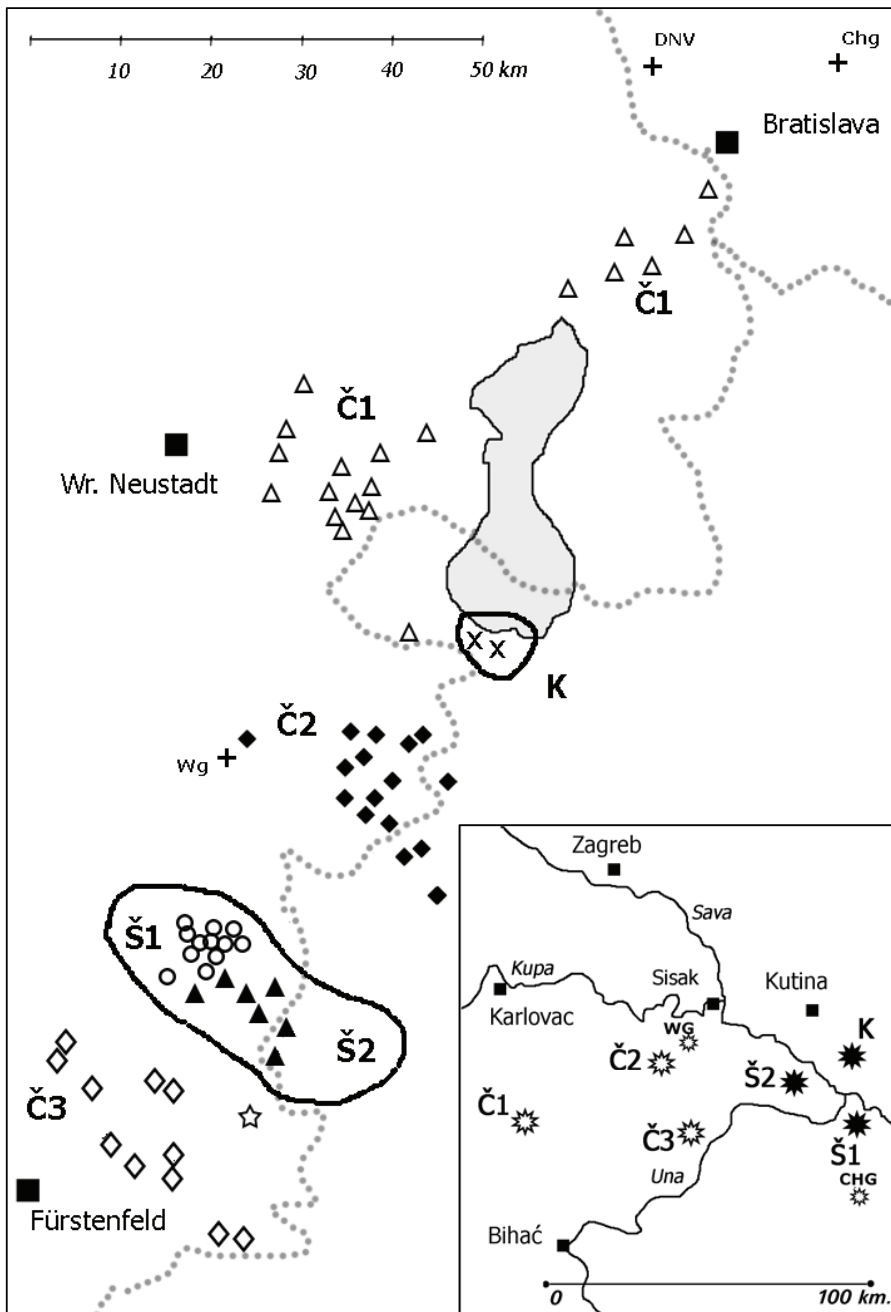 DNV
Chg
10 20 30 40 50 km
Bratislava
Č1
Č1
Wr. Neustadt
x x
K
Č2
Wg
Š1
Š2
Č3
Fürstenfeld
Zagreb
Sava
Kupa
Sisak
Kutina
Karlovac
WG
K
Č2
Š2
Č1
Č3
Š1
Una
CHG
Bihać
0 100 km.